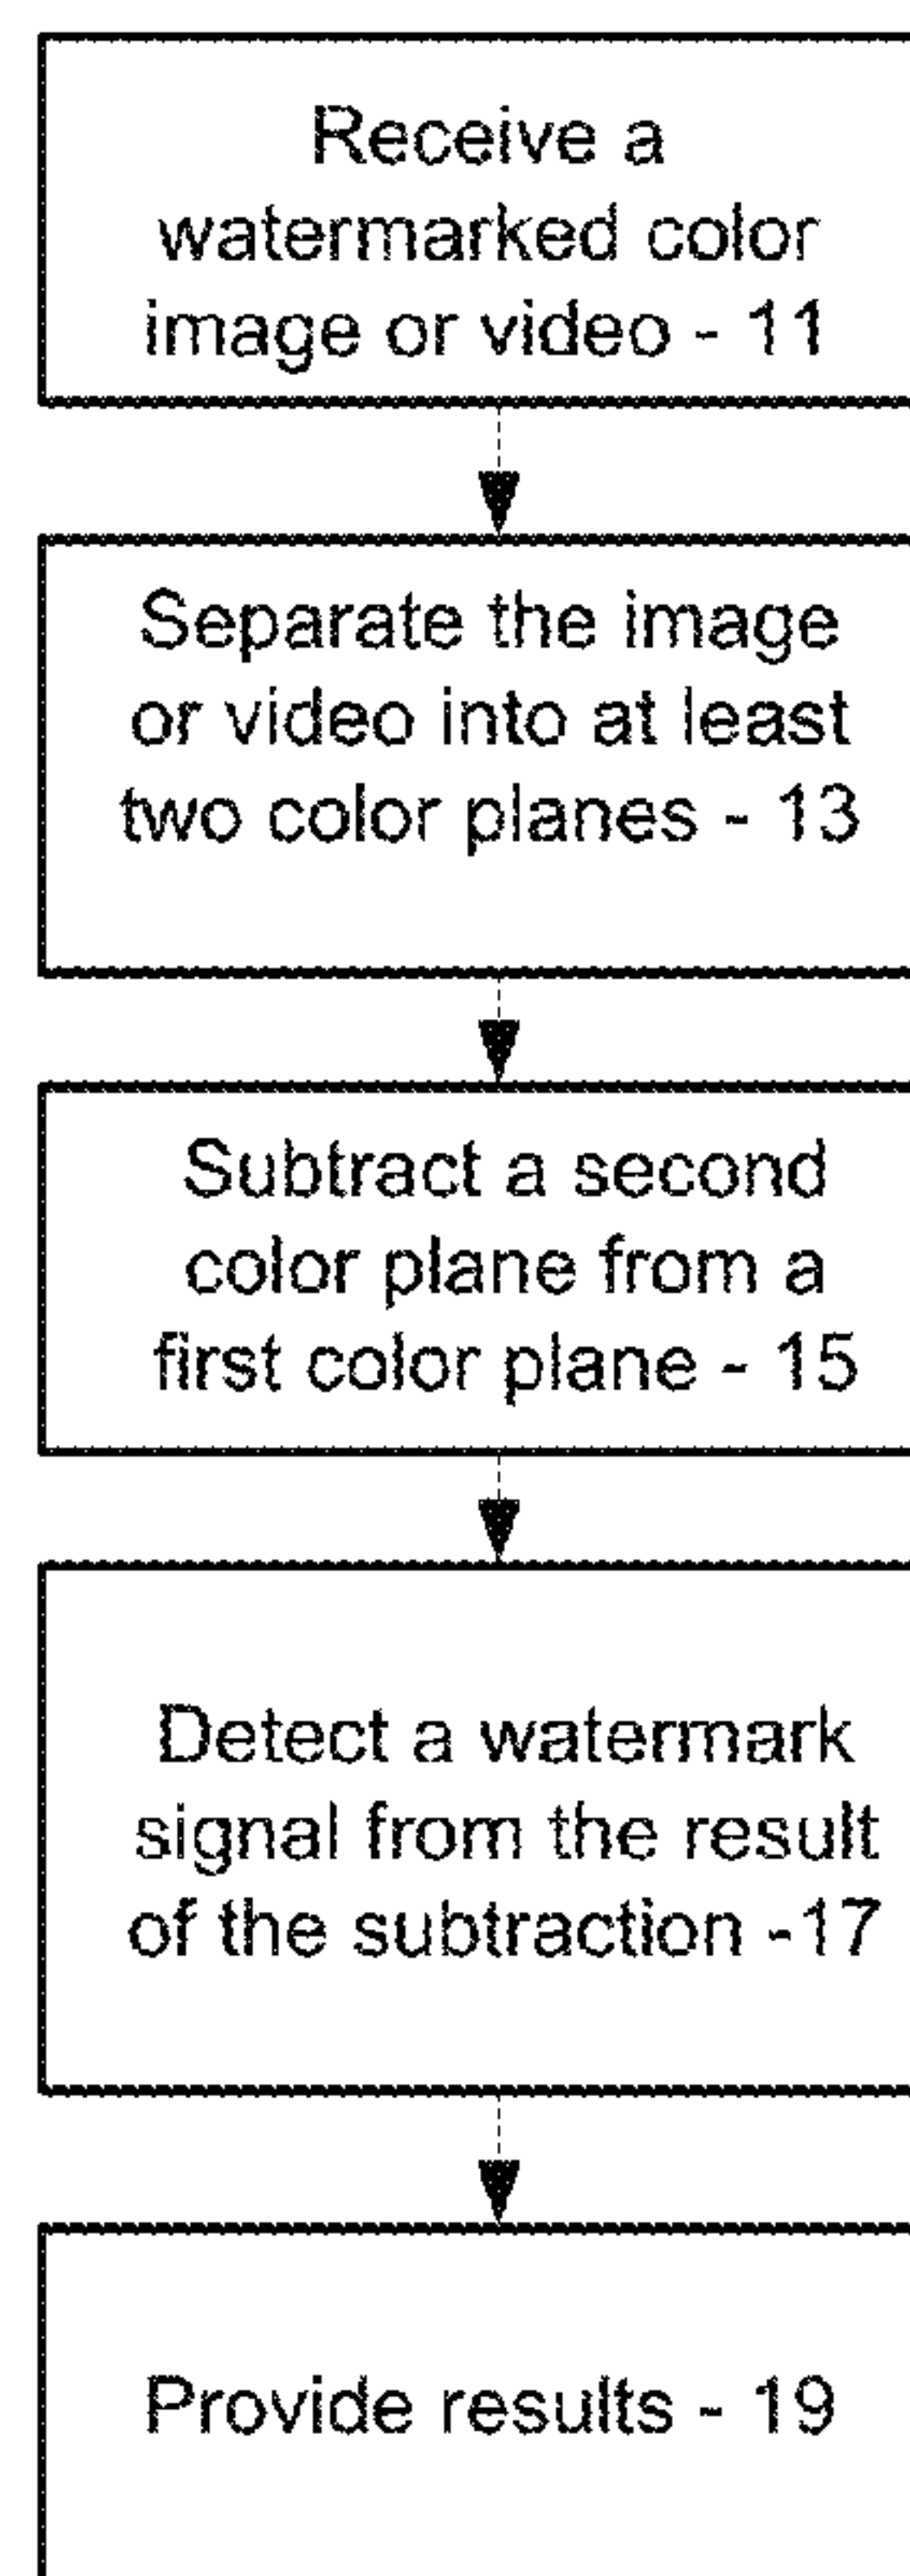 Receive a
watermarked color
image or video - 11
Separate the image
or video into at least
two color planes - 13
Subtract a second
color plane from a
first color plane - 15
Detect a watermark
signal from the result
of the subtraction -17
Provide results - 19